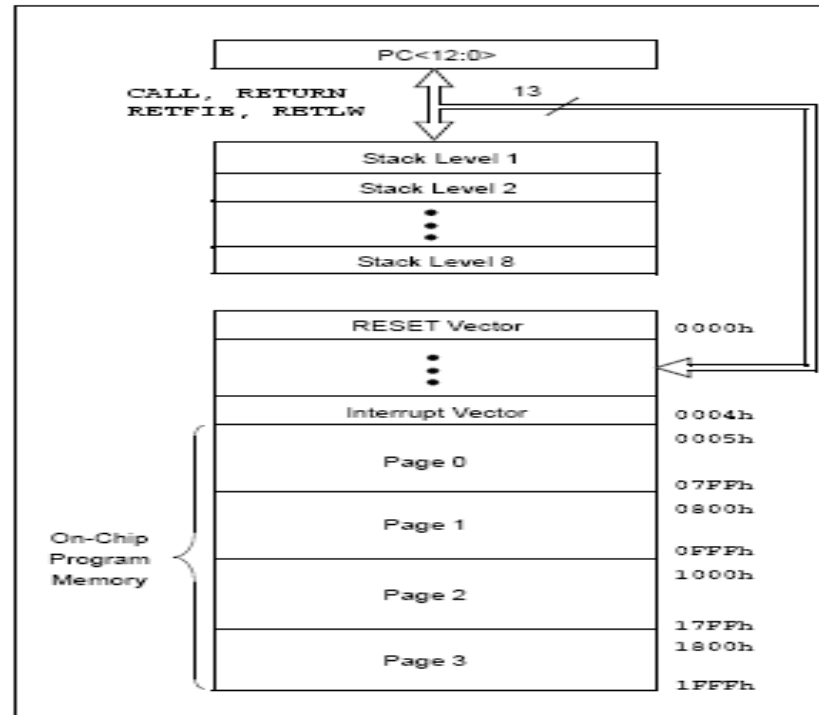 PC<12:0>
CALL, RETURN
RETFIE, RETLW
13
Stack Level 1
Stack Level 2
Stack Level 8
RESET Vector
0000h
Interrupt Vector
0004h
0005h
Page 0
07FFh
0800h
Page 1
On-Chip
Program
Memory
0FFFh
1000h
Page 2
17FFh
1800h
Page 3
1FFFh